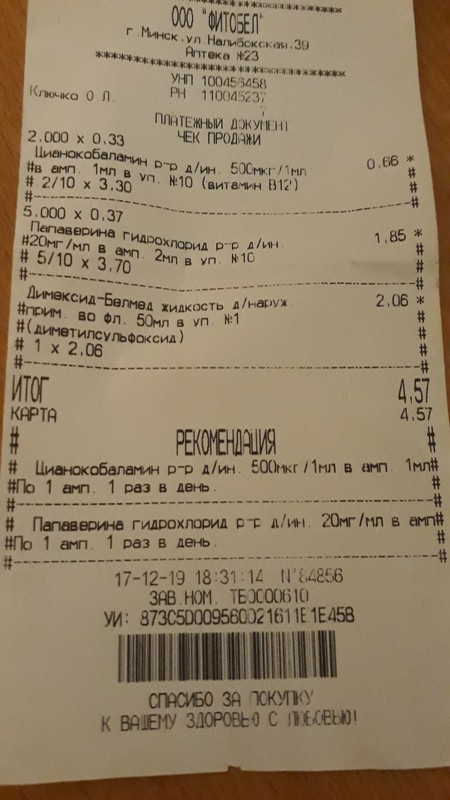 ************************************
ООО "ФИТОБЕЛ"
г.Минск,ул.Налибокская,39
Аптека №23
************************************
УНП 100456458
Ключко О.Л. РН 110045237
ПЛАТЕЖНЫЙ ДОКУМЕНТ
ЧЕК ПРОДАЖИ
2,000 x 0.33 0,66 *
Цианокобаламин р-р д/ин. 500мкг/1мл #
#в амп. 1мл в уп. №10 (витамин В12) #
# 2/10 x 3,30 #
#------------------------------------#
5,000 x 0,37 1,85 *
Папаверина гидрохлорид р-р д/ин. #
#20мг/мл в амп. 2мл в уп. №10 #
# 5/10 x 3,70 #
#------------------------------------#
Димексид-Белмед жидкость д/наруж. 2,06 *
#прим. во фл. 50мл в уп. №1 #
#(диметилсульфоксид) #
# 1 x 2,06 #
#------------------------------------#
ИТОГ 4,57
КАРТА 4,57
# РЕКОМЕНДАЦИЯ #
# Цианокобаламин р-р д/ин. 500мкг/1мл в амп. 1мл#
#По 1 амп. 1 раз в день. #
#------------------------------------#
# Папаверина гидрохлорид р-р д/ин. 20мг/мл в амп#
#По 1 амп. 1 раз в день. #
#------------------------------------#
17-12-19 18:31:14 №84856
ЗАВ.НОМ. ТБ0000610
УИ: 873C5D009560D21611E1E45B
СПАСИБО ЗА ПОКУПКУ
К ВАШЕМУ ЗДОРОВЬЮ С ЛЮБОВЬЮ!